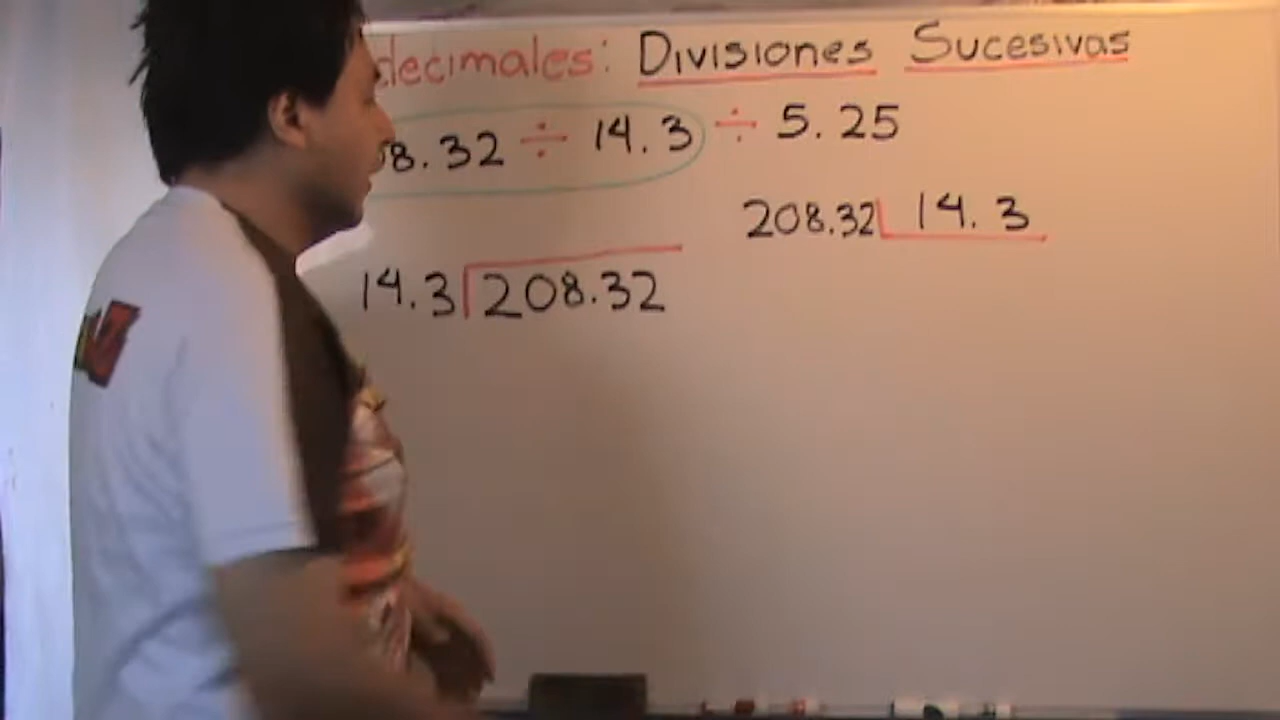 decimales: Divisiones Sucesivas
8.32 ÷ 14.3 ÷ 5.25
208.32 14.3
14.3 208.32